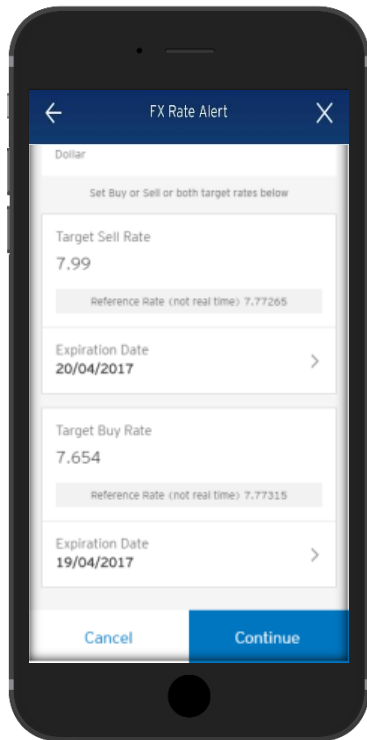 FX Rate Alert
Dollar
Set Buy or Sell or both target rates below
Target Sell Rate
7.99
Reference Rate (not real time) 7.77265
Expiration Date
20/04/2017
Target Buy Rate
7.654
Reference Rate (not real time) 7.77315
Expiration Date
19/04/2017
Cancel Continue